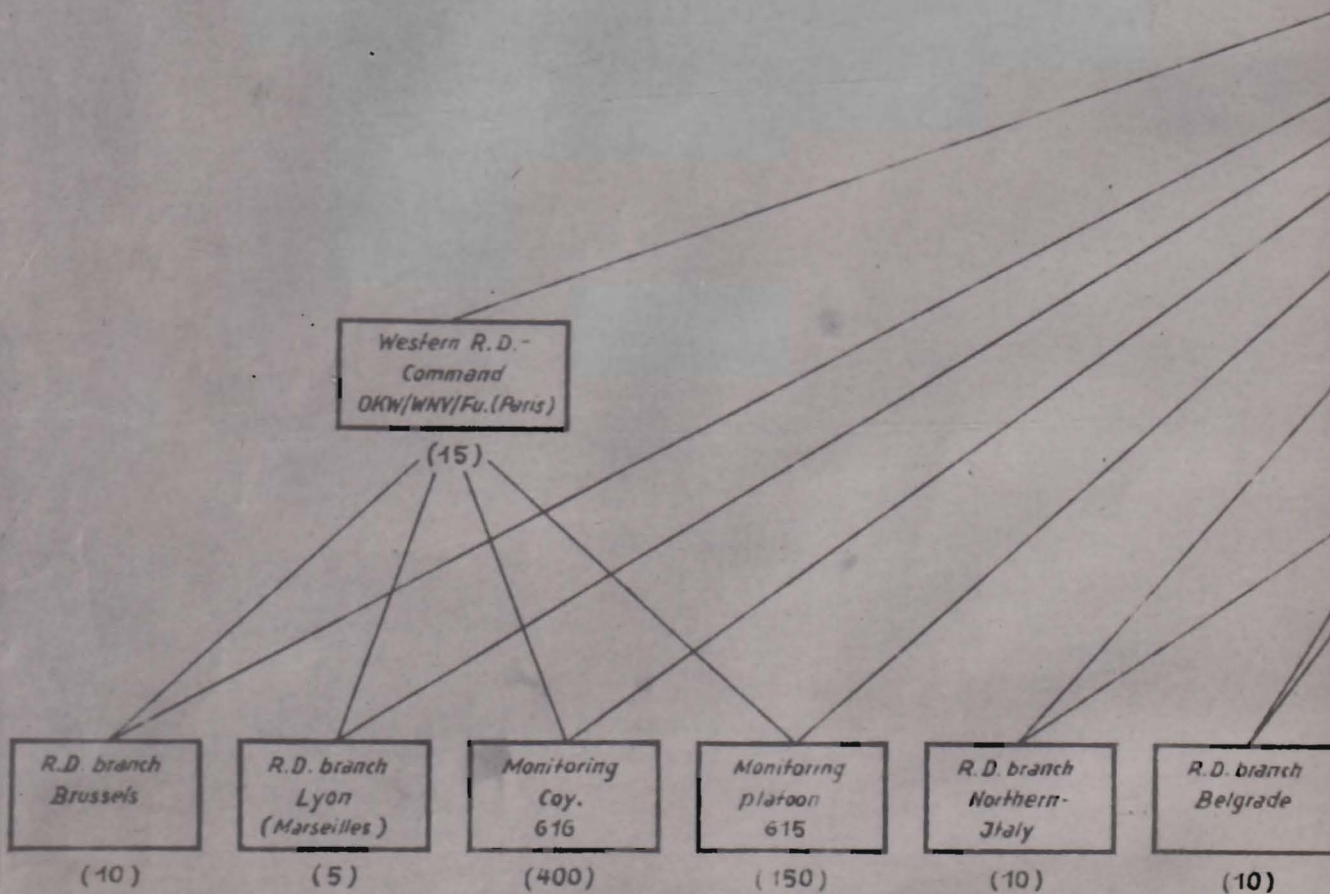 Western R.D.-
Command
OKW/WNV/Fu.(Paris)
(15)
R.D. branch
Brussels
(10)
R.D. branch
Lyon
(Marseilles)
(5)
Monitoring
Coy.
616
(400)
Monitoring
platoon
615
(150)
R.D. branch
Northern-
Jtaly
(10)
R.D. branch
Belgrade
(10)